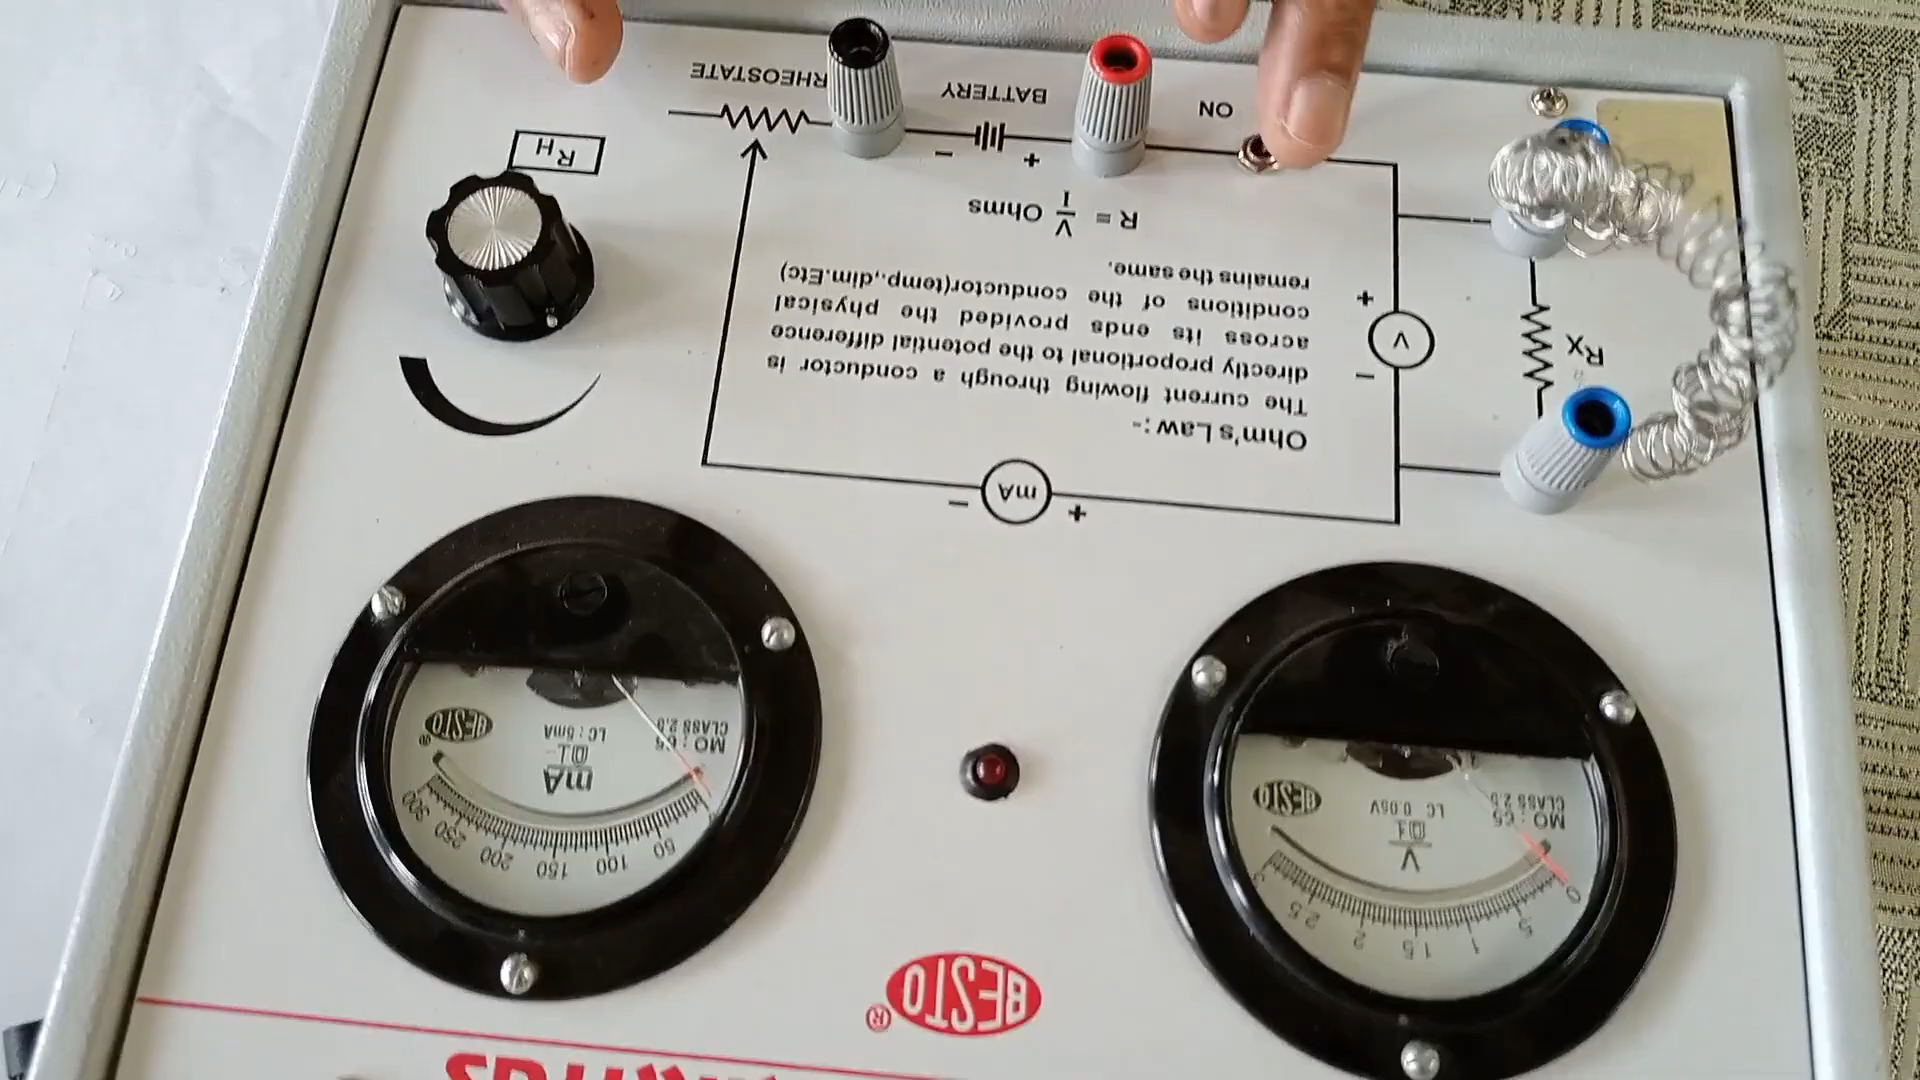 BESTO
®
V
LC 0.05V
MO : 65
CLASS 2.5
0
.5
1
1.5
2
2.5
3
BESTO ®
mA
LC : 5mA
MO : 65
CLASS 2.5
50
100
150
200
250
300
BESTO
®
+ mA -
Ohm's Law :-
The current flowing through a conductor is
directly proportional to the potential difference
across its ends provided the physical
conditions of the conductor(temp.,dim.Etc)
remains the same.
R = V/I Ohms
RX
- V +
ON
+ -
BATTERY
RHEOSTATE
RH